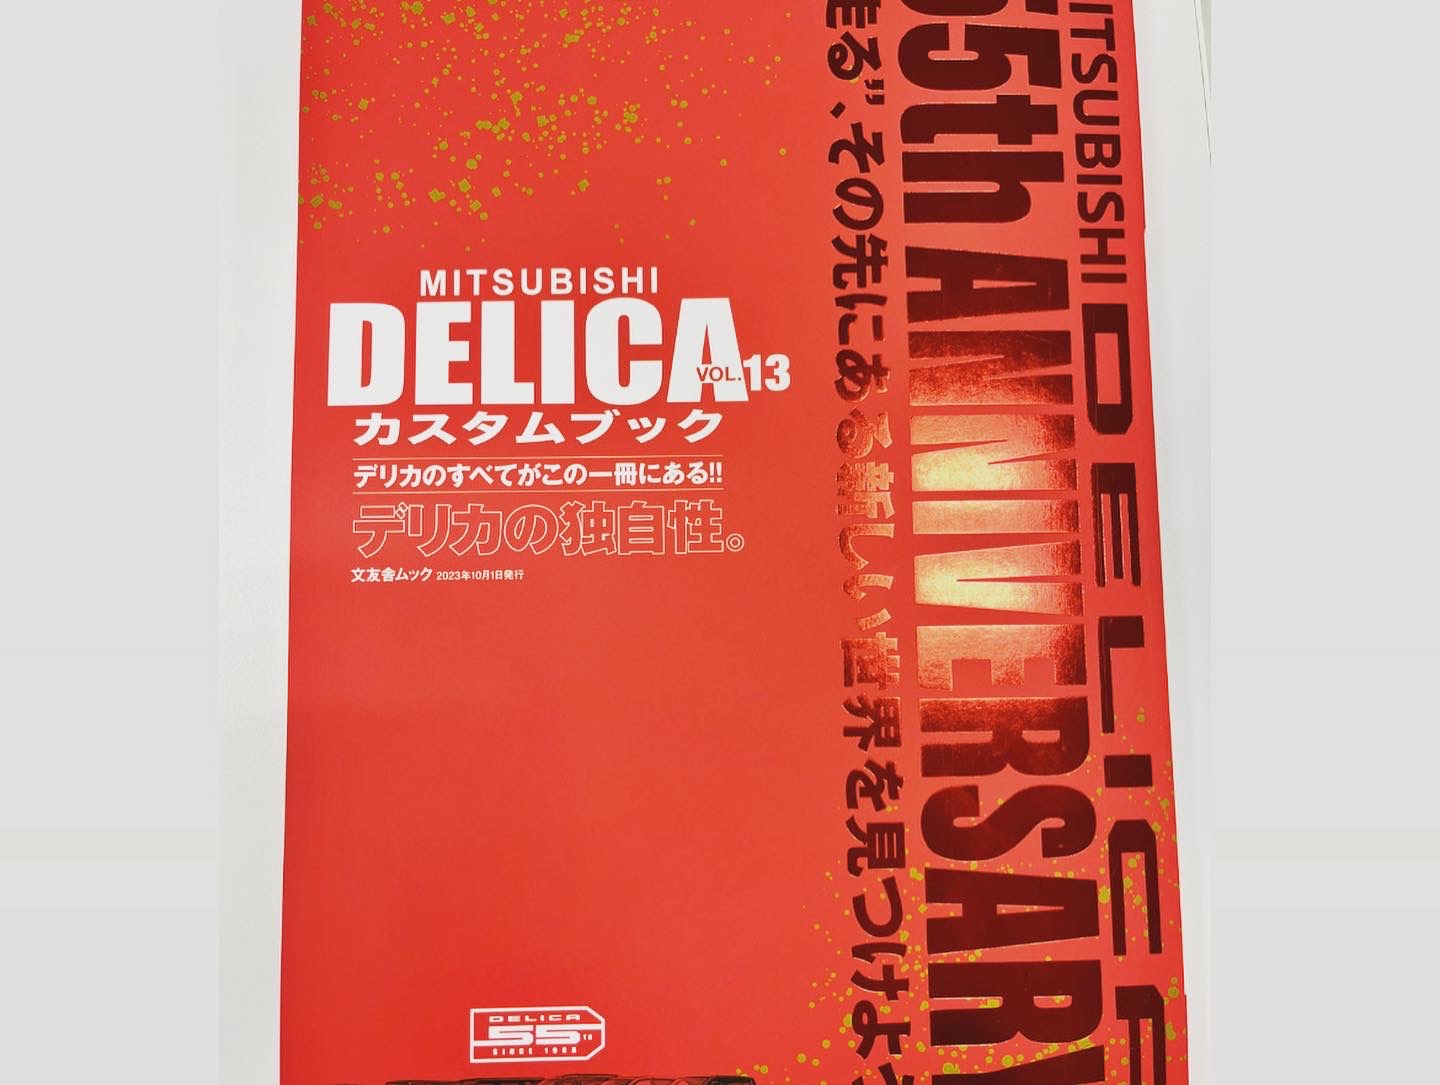 MITSUBISHI
DELICA
VOL.13
カスタムブック
デリカのすべてがこの一冊にある!!
デリカの独自性。
文友舎ムック 2023年10月1日発行
DELICA
55TH
SINCE 1968
MITSUBISHI DELICA
55th ANNIVERSARY
走る”、その先にある新しい世界を見つけよう